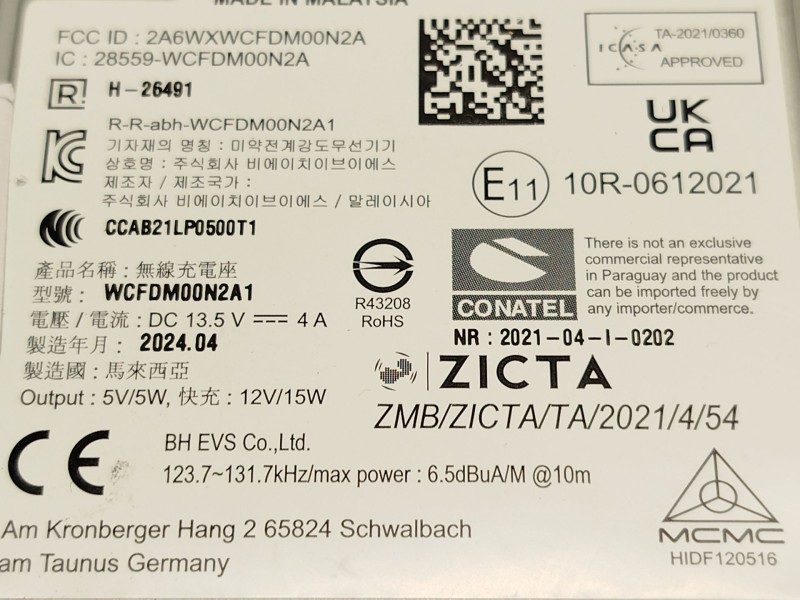 MADE IN MALAYSIA
FCC ID : 2A6WXWCFDM00N2A
IC : 28559-WCFDM00N2A
R H-26491
R-R-abh-WCFDM00N2A1
기자재의 명칭 : 미약전계강도무선기기
상호명 : 주식회사 비에이치이브이에스
제조자 / 제조국가 :
주식회사 비에이치이브이에스 / 말레이시아
CCAB21LP0500T1
產品名稱 : 無線充電座
型號 : WCFDM00N2A1
電壓 / 電流 : DC 13.5 V 4 A
製造年月 : 2024.04
製造國 : 馬來西亞
Output : 5V/5W, 快充 : 12V/15W
ICASA
TA-2021/0360
APPROVED
UK
CA
E11 10R-0612021
R43208
RoHS
CONATEL
There is not an exclusive
commercial representative
in Paraguay and the product
can be imported freely by
any importer/commerce.
NR : 2021-04-I-0202
ZICTA
ZMB/ZICTA/TA/2021/4/54
CE
BH EVS Co.,Ltd.
123.7~131.7kHz/max power : 6.5dBuA/M @10m
Am Kronberger Hang 2 65824 Schwalbach
am Taunus Germany
MCMC
HIDF120516